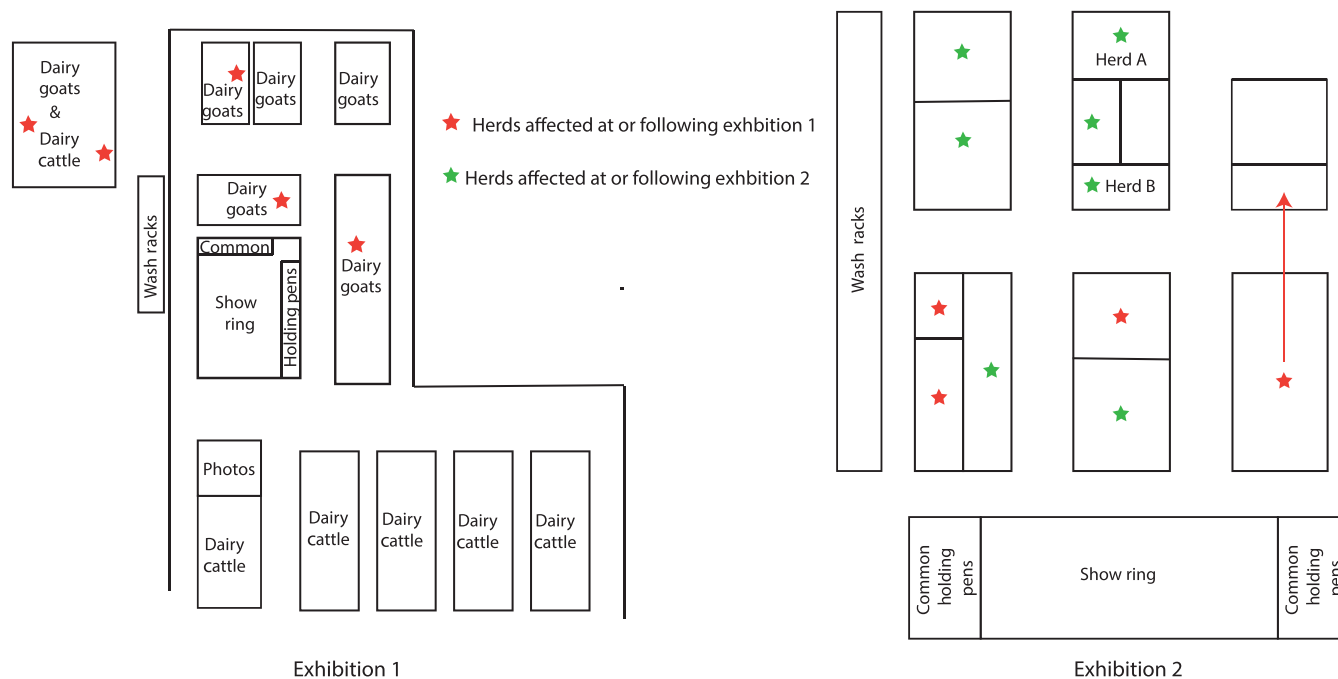 Dairy
goats
&
Dairy
cattle
Wash racks
Dairy
goats
Dairy
goats
Dairy
goats
Dairy
goats
Common
Show
ring
Holding pens
Dairy
goats
Photos
Dairy
cattle
Dairy
cattle
Dairy
cattle
Dairy
cattle
Dairy
cattle
Exhibition 1
Herds affected at or following exhbition 1
Herds affected at or following exhbition 2
Wash racks
Herd A
Herd B
Common
holding
pens
Show ring
Common
holding
pens
Exhibition 2